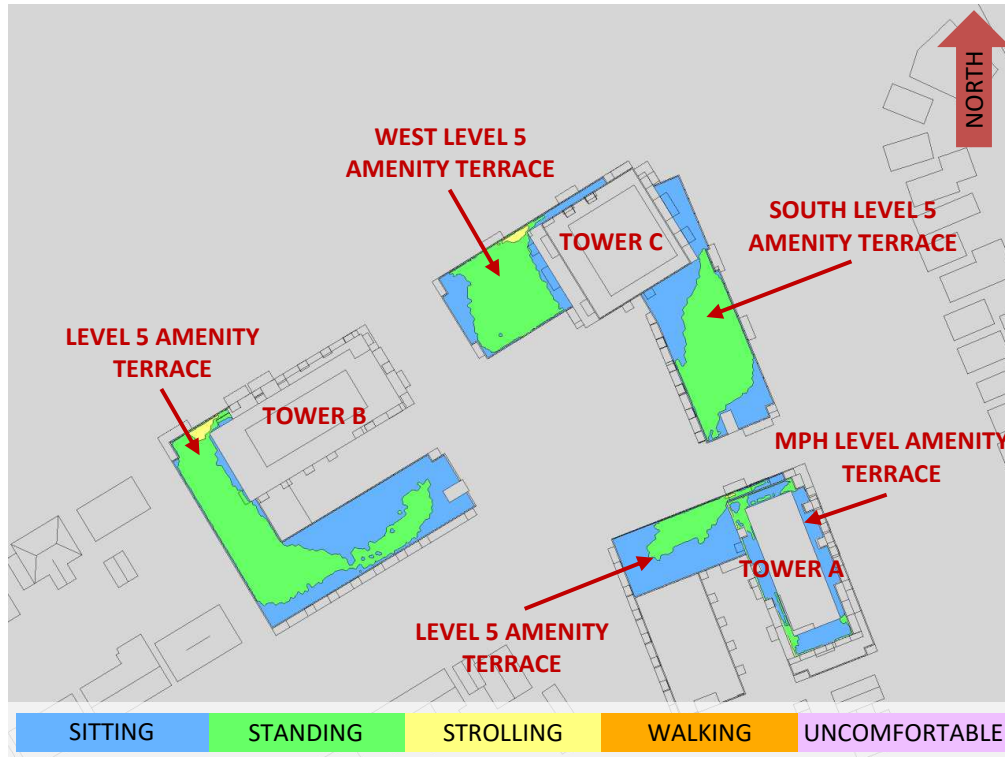 NORTH
WEST LEVEL 5
AMENITY TERRACE
TOWER C
SOUTH LEVEL 5
AMENITY TERRACE
LEVEL 5 AMENITY
TERRACE
TOWER B
MPH LEVEL AMENITY
TERRACE
TOWER A
LEVEL 5 AMENITY
TERRACE
SITTING
STANDING
STROLLING
WALKING
UNCOMFORTABLE